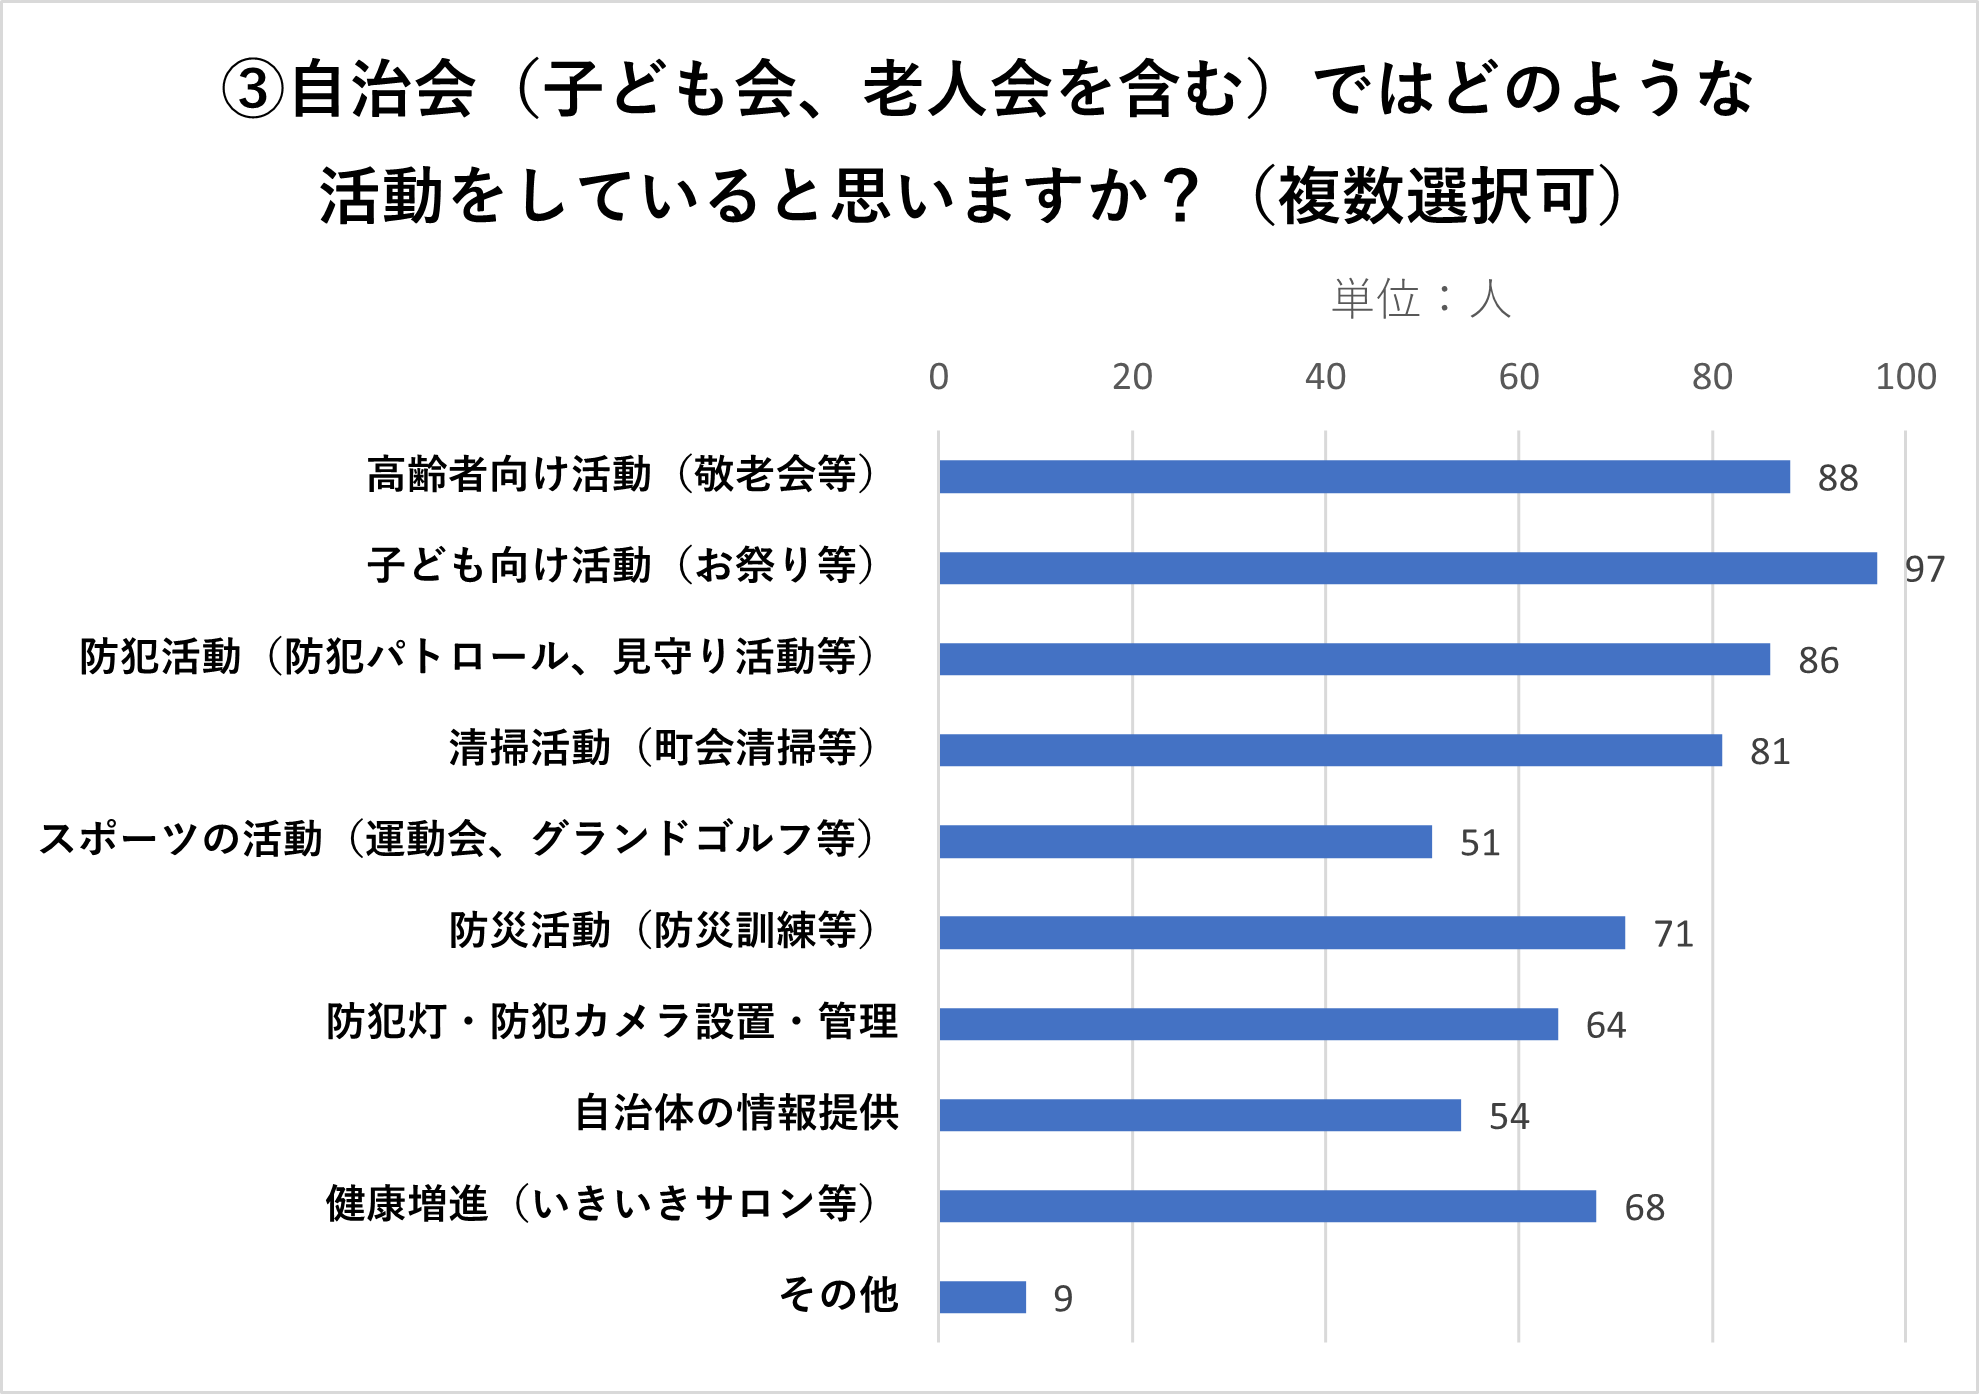 ③自治会（子ども会、老人会を含む）ではどのような
活動をしていると思いますか？（複数選択可）
単位：人
0 20 40 60 80 100
高齢者向け活動（敬老会等） 88
子ども向け活動（お祭り等） 97
防犯活動（防犯パトロール、見守り活動等） 86
清掃活動（町会清掃等） 81
スポーツの活動（運動会、グランドゴルフ等） 51
防災活動（防災訓練等） 71
防犯灯・防犯カメラ設置・管理 64
自治体の情報提供 54
健康増進（いきいきサロン等） 68
その他 9